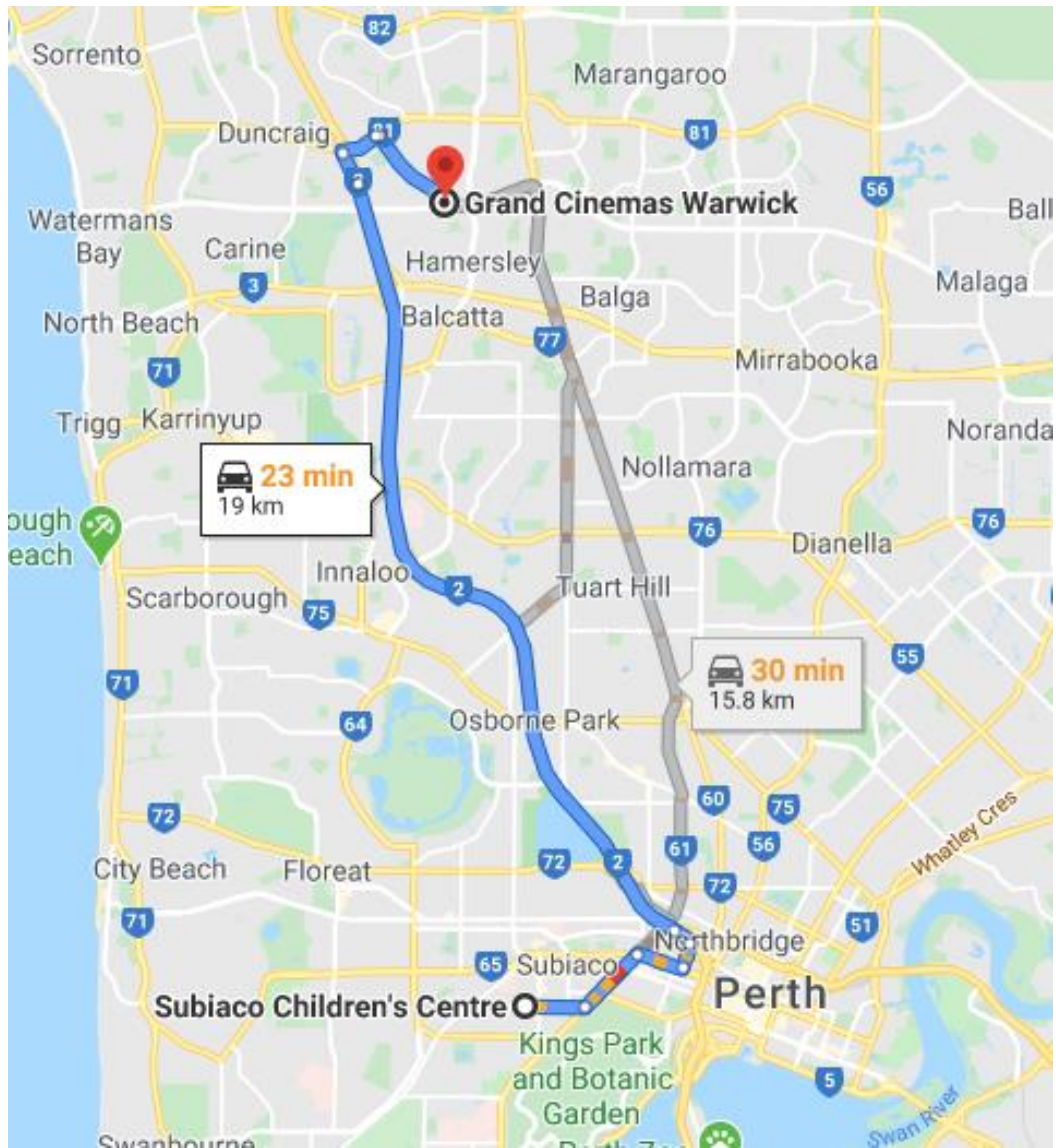 82
Sorrento
Marangaroo
Duncraig
81
81
2
56
Grand Cinemas Warwick
Watermans
Bay
Ball
Carine
Hamersley
3
Malaga
Balga
North Beach
Balcatta
77
Mirrabooka
71
Trigg
Karrinyup
Noranda
23 min
19 km
Nollamara
ough
each
76
76
Dianella
Innaloo
2
Tuart Hill
Scarborough
75
55
30 min
15.8 km
71
64
Osborne Park
60
75
72
Whatley Cres
56
61
City Beach
Floreat
72
2
72
71
51
Northbridge
65
Subiaco
Perth
Subiaco Children's Centre
Kings Park
and Botanic
Garden
5
Swan River
Swanbourne
Perth Zoo